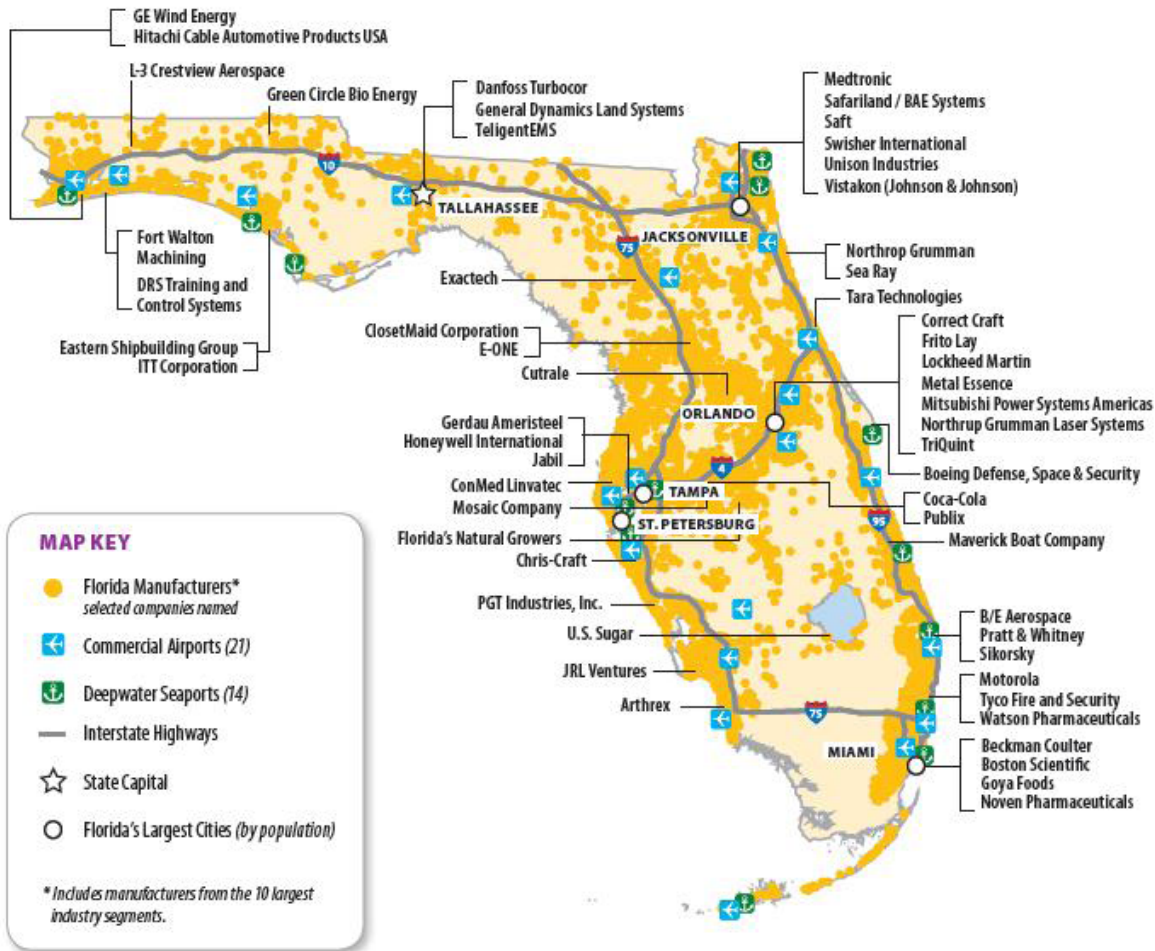 GE Wind Energy
Hitachi Cable Automotive Products USA
L-3 Crestview Aerospace
Green Circle Bio Energy
Danfoss Turbocor
General Dynamics Land Systems
TeligentEMS
Medtronic
Safariland / BAE Systems
Saft
Swisher International
Unison Industries
Vistakon (Johnson & Johnson)
10
TALLAHASSEE
JACKSONVILLE
75
Fort Walton
Machining
DRS Training and
Control Systems
Eastern Shipbuilding Group
ITT Corporation
Exactech
Northrop Grumman
Sea Ray
Tara Technologies
ClosetMaid Corporation
E-ONE
Cutrale
Correct Craft
Frito Lay
Lockheed Martin
Metal Essence
Mitsubishi Power Systems Americas
Northrup Grumman Laser Systems
TriQuint
ORLANDO
Gerdau Ameristeel
Honeywell International
Jabil
4
Boeing Defense, Space & Security
ConMed Linvatec
TAMPA
Mosaic Company
Coca-Cola
Publix
ST. PETERSBURG
95
Florida's Natural Growers
Maverick Boat Company
Chris-Craft
PGT Industries, Inc.
U.S. Sugar
B/E Aerospace
Pratt & Whitney
Sikorsky
JRL Ventures
Arthrex
75
Motorola
Tyco Fire and Security
Watson Pharmaceuticals
MIAMI
Beckman Coulter
Boston Scientific
Goya Foods
Noven Pharmaceuticals
MAP KEY
Florida Manufacturers*
selected companies named
Commercial Airports (21)
Deepwater Seaports (14)
Interstate Highways
State Capital
Florida's Largest Cities (by population)
* Includes manufacturers from the 10 largest
industry segments.